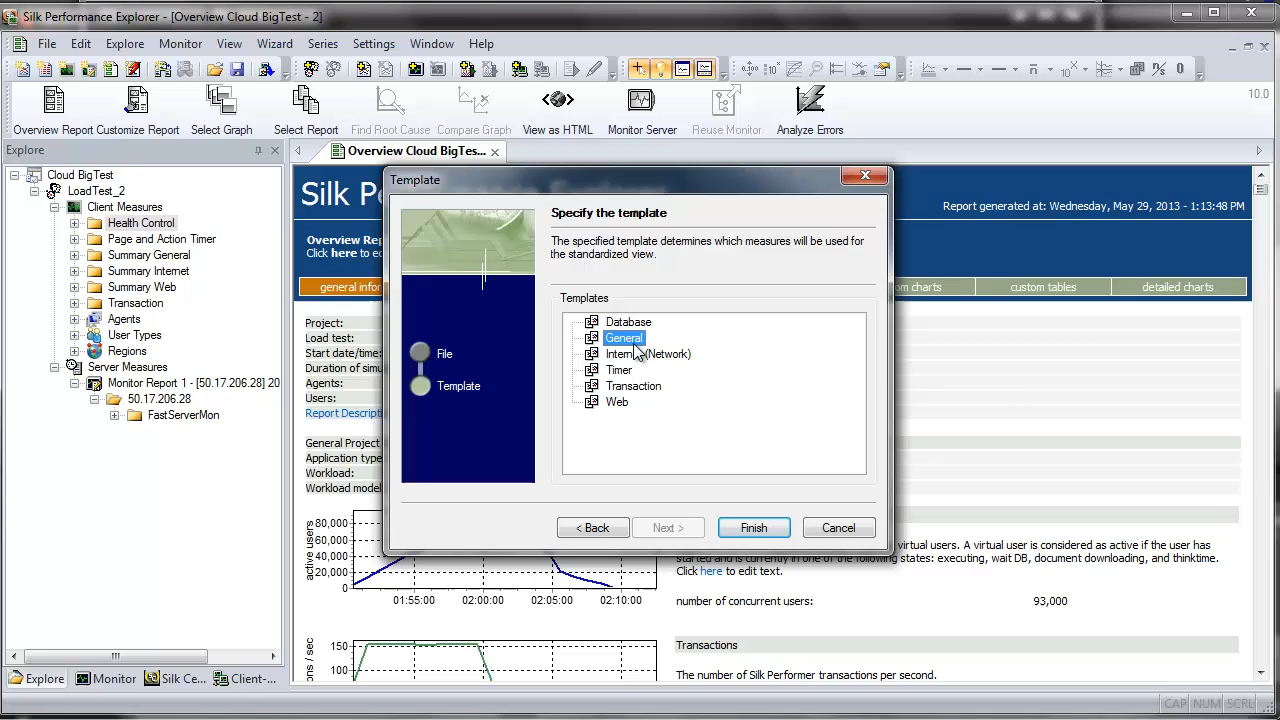 Silk Performance Explorer - [Overview Cloud BigTest - 2]
File Edit Explore Monitor View Wizard Series Settings Window Help
10.0
Overview Report Customize Report Select Graph Select Report Find Root Cause Compare Graph View as HTML Monitor Server Reuse Monitor Analyze Errors
Explore
Overview Cloud BigTes...
Cloud BigTest
LoadTest_2
Client Measures
Health Control
Page and Action Timer
Summary General
Summary Internet
Summary Web
Transaction
Agents
User Types
Regions
Server Measures
Monitor Report 1 - [50.17.206.28] 20
50.17.206.28
FastServerMon
Explore Monitor Silk Ce... Client-...
Silk Performance Explorer
Report generated at: Wednesday, May 29, 2013 - 1:13:48 PM
Overview Rep
Click here to ed
general infor
om charts custom tables detailed charts
Project:
Load test:
Start date/time:
Duration of simu
Agents:
Users:
Report Descripti
General Project
Application type
Workload:
Workload model
Template
Specify the template
The specified template determines which measures will be used for
the standardized view.
File
Template
Templates
Database
General
Internet (Network)
Timer
Transaction
Web
< Back Next > Finish Cancel
active users
80,000
60,000
40,000
20,000
0
01:55:00 02:00:00 02:05:00 02:10:00
virtual users. A virtual user is considered as active if the user has
started and is currently in one of the following states: executing, wait DB, document downloading, and thinktime.
Click here to edit text.
number of concurrent users: 93,000
ns / sec
150
100
Transactions
The number of Silk Performer transactions per second.
CAP NUM SCRL